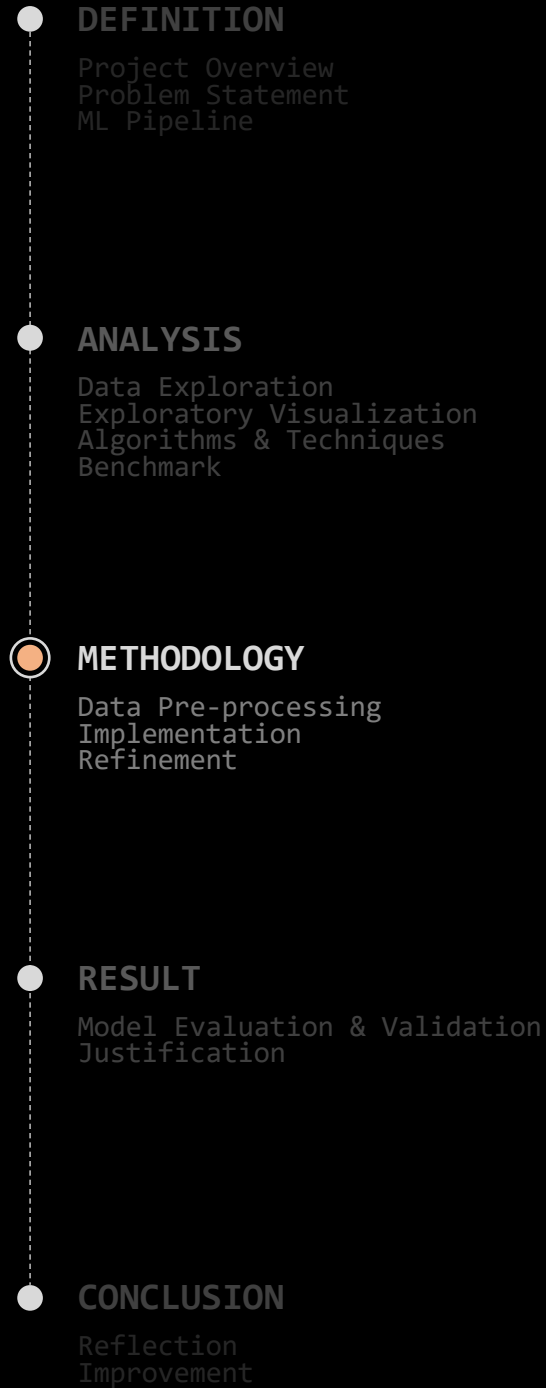 DEFINITION
Project Overview
Problem Statement
ML Pipeline
ANALYSIS
Data Exploration
Exploratory Visualization
Algorithms & Techniques
Benchmark
METHODOLOGY
Data Pre-processing
Implementation
Refinement
RESULT
Model Evaluation & Validation
Justification
CONCLUSION
Reflection
Improvement